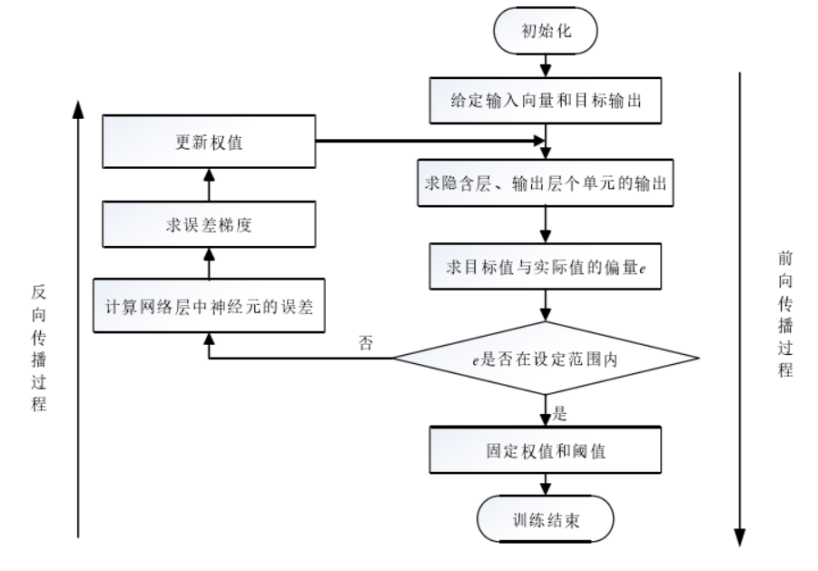 初始化
给定输入向量和目标输出
更新权值
求隐含层、输出层个单元的输出
求误差梯度
求目标值与实际值的偏量e
计算网络层中神经元的误差
否
e是否在设定范围内
是
固定权值和阈值
训练结束
反向传播过程
前向传播过程